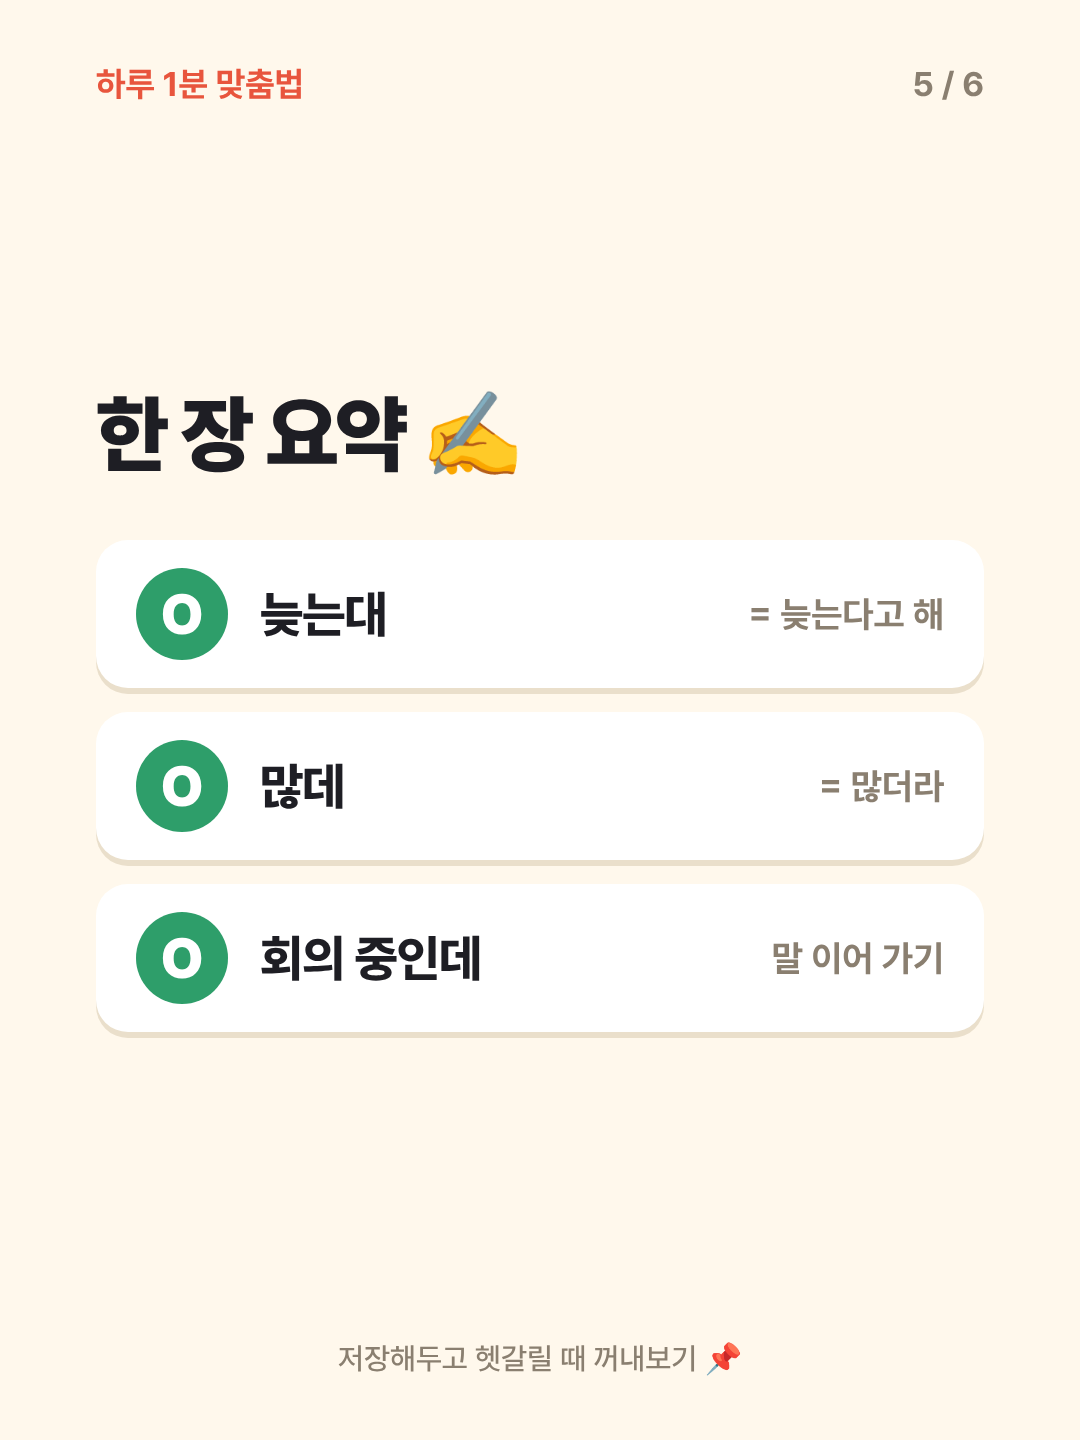 하루 1분 맞춤법
5 / 6
한 장 요약 ✍️
O 늦는대 = 늦는다고 해
O 많데 = 많더라
O 회의 중인데 말 이어 가기
저장해두고 헷갈릴 때 꺼내보기 📌